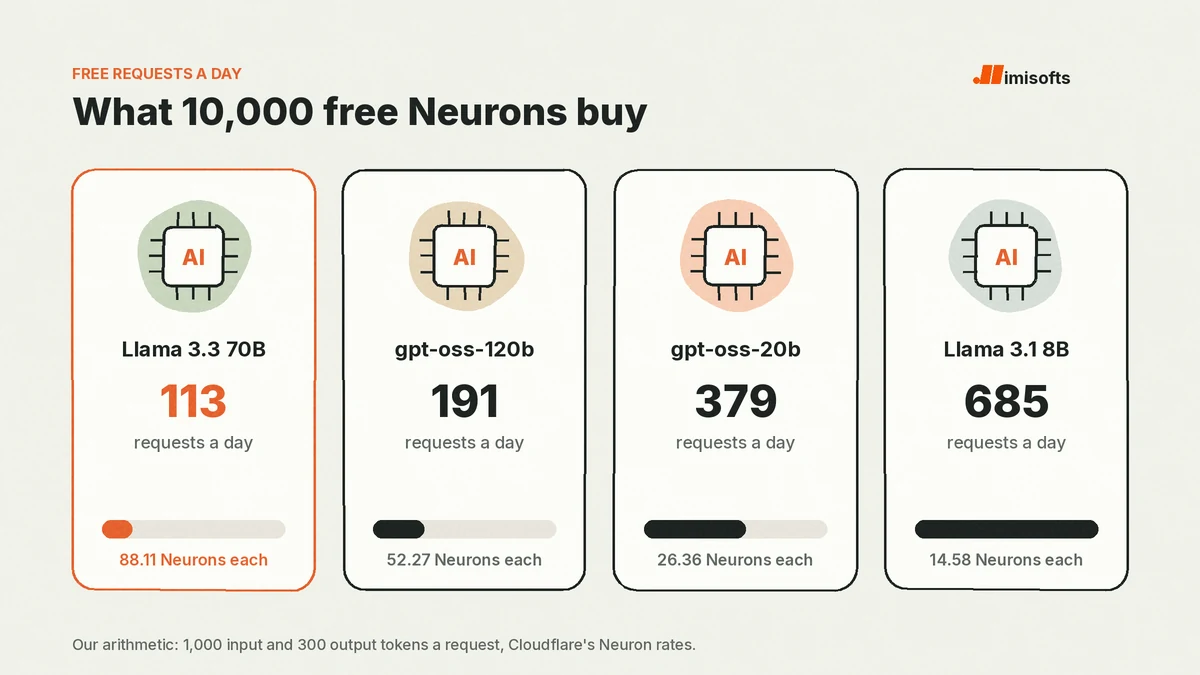 FREE REQUESTS A DAY
imisofts
What 10,000 free Neurons buy
AI
Llama 3.3 70B
113
requests a day
88.11 Neurons each
AI
gpt-oss-120b
191
requests a day
52.27 Neurons each
AI
gpt-oss-20b
379
requests a day
26.36 Neurons each
AI
Llama 3.1 8B
685
requests a day
14.58 Neurons each
Our arithmetic: 1,000 input and 300 output tokens a request, Cloudflare's Neuron rates.